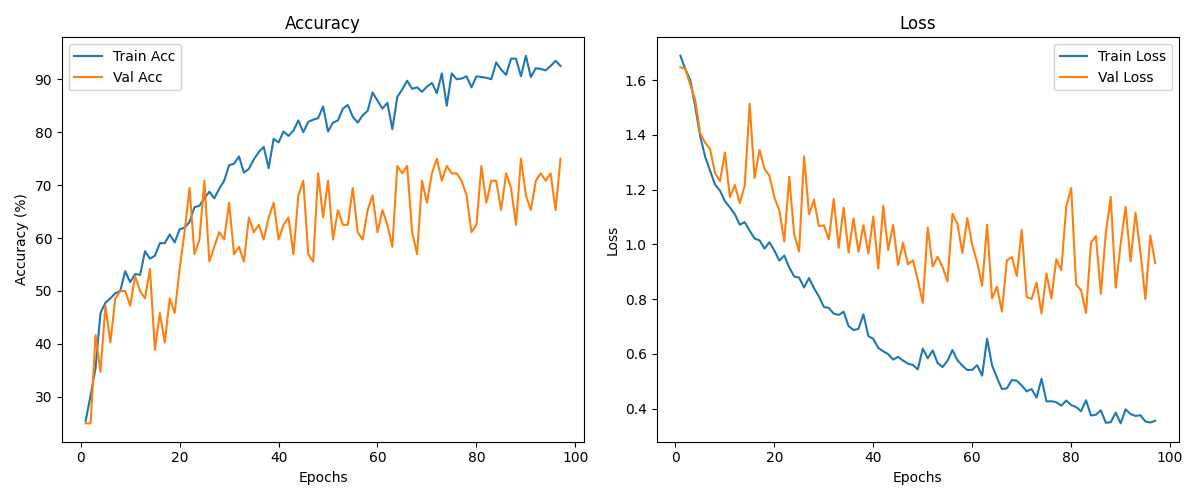 Accuracy
Train Acc
Val Acc
Accuracy (%)
90
80
70
60
50
40
30
0 20 40 60 80 100
Epochs
Loss
Train Loss
Val Loss
Loss
1.6
1.4
1.2
1.0
0.8
0.6
0.4
0 20 40 60 80 100
Epochs